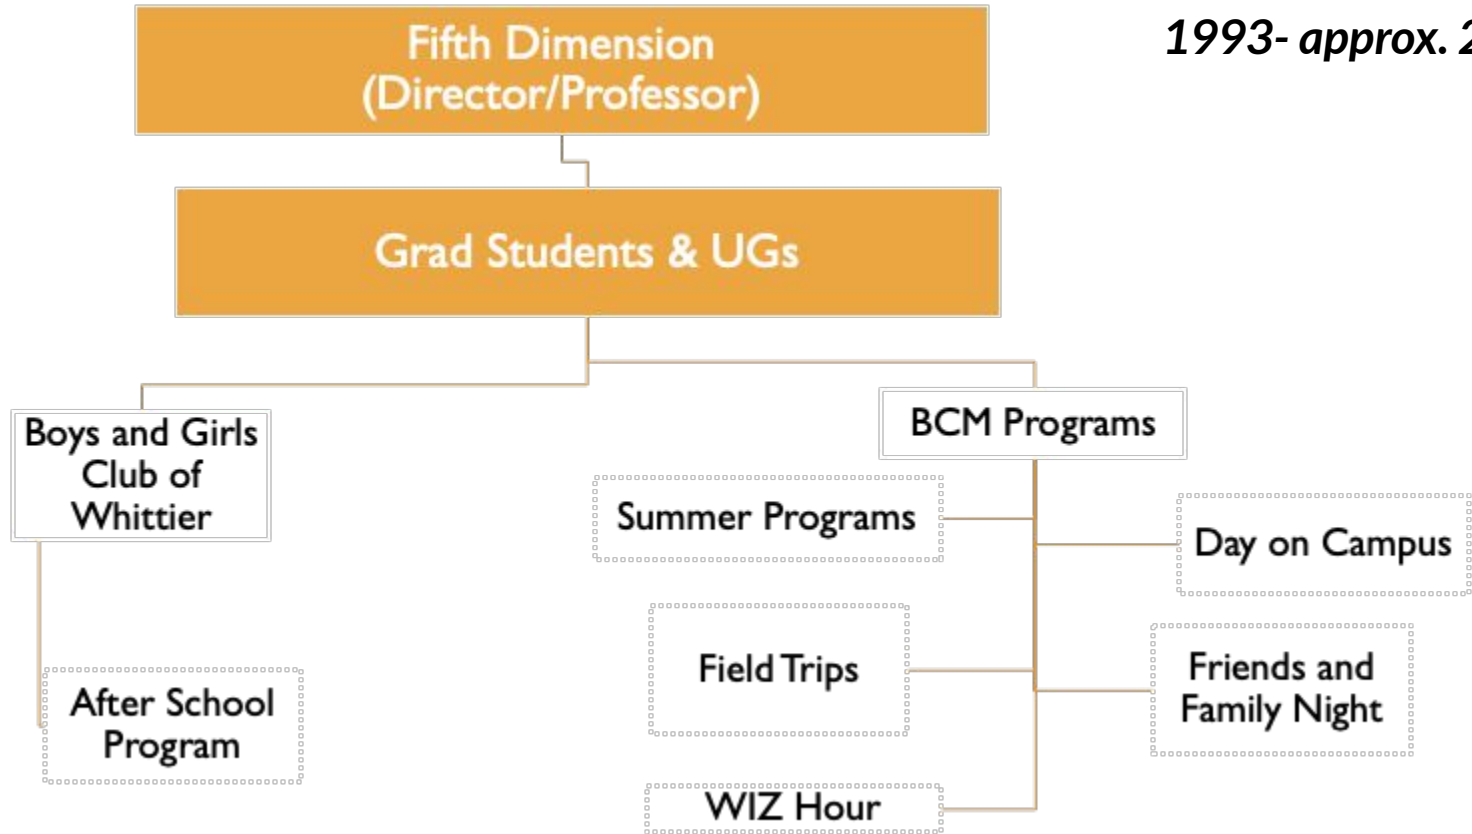 1993- approx. 2
Fifth Dimension
(Director/Professor)
Grad Students & UGs
Boys and Girls
Club of
Whittier
BCM Programs
Summer Programs
Day on Campus
Field Trips
Friends and
Family Night
After School
Program
WIZ Hour